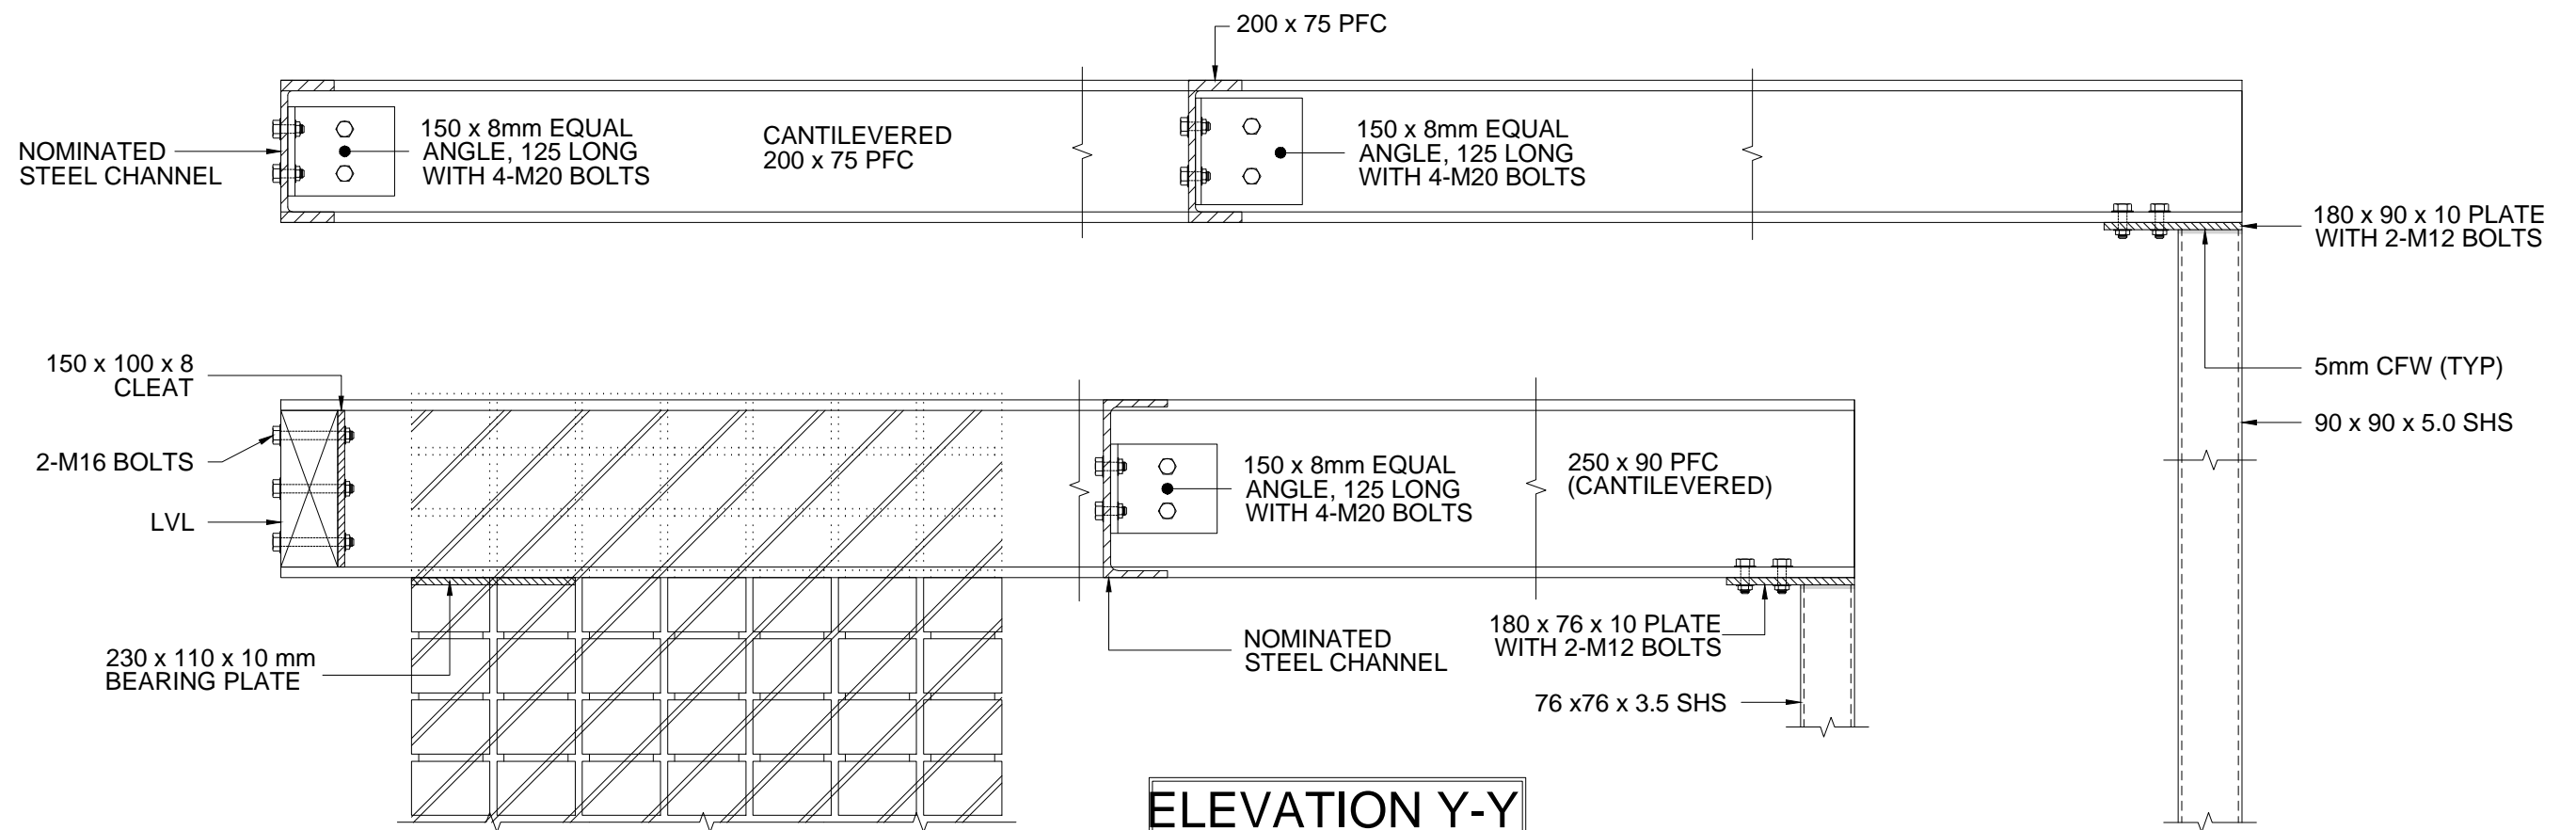 200 x 75 PFC
NOMINATED
STEEL CHANNEL
150 x 8mm EQUAL
ANGLE, 125 LONG
WITH 4-M20 BOLTS
CANTILEVERED
200 x 75 PFC
150 x 8mm EQUAL
ANGLE, 125 LONG
WITH 4-M20 BOLTS
180 x 90 x 10 PLATE
WITH 2-M12 BOLTS
150 x 100 x 8
CLEAT
2-M16 BOLTS
LVL
5mm CFW (TYP)
90 x 90 x 5.0 SHS
150 x 8mm EQUAL
ANGLE, 125 LONG
WITH 4-M20 BOLTS
250 x 90 PFC
(CANTILEVERED)
230 x 110 x 10 mm
BEARING PLATE
NOMINATED
STEEL CHANNEL
180 x 76 x 10 PLATE
WITH 2-M12 BOLTS
76 x76 x 3.5 SHS
ELEVATION Y-Y